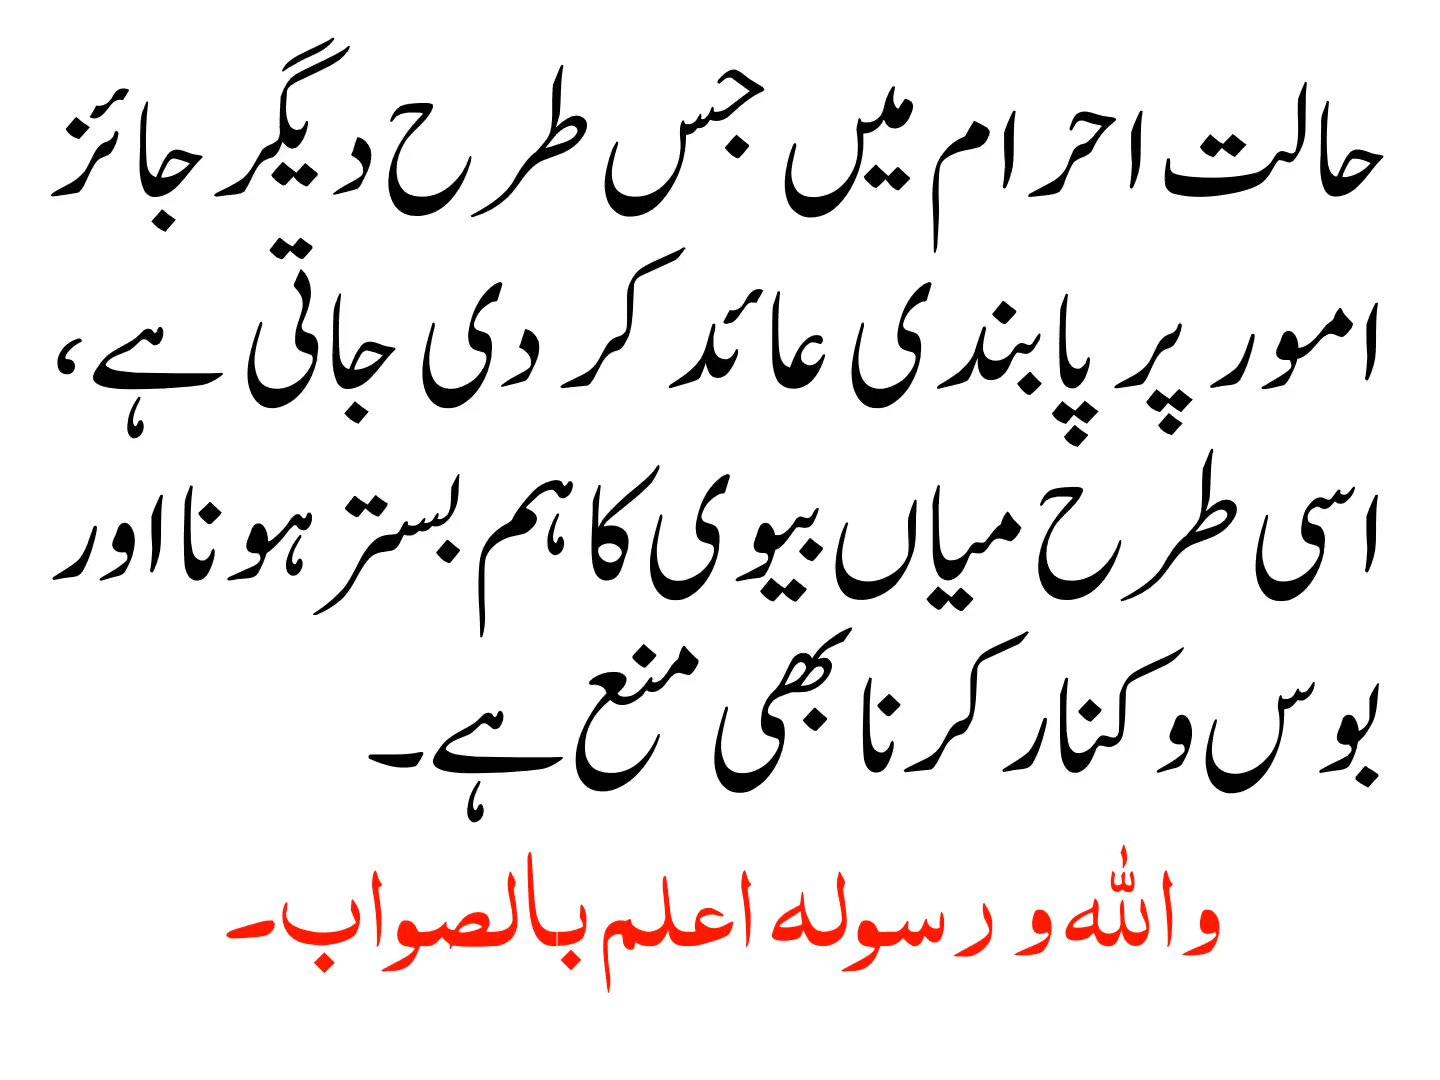 حالت احرام میں جس طرح دیگر جائز
امور پر پابندی عائد کر دی جاتی ہے،
اسی طرح میاں بیوی کا ہم بستر ہونا اور
بوس و کنار کرنا بھی منع ہے۔
واللہ و رسولہ اعلم بالصواب۔